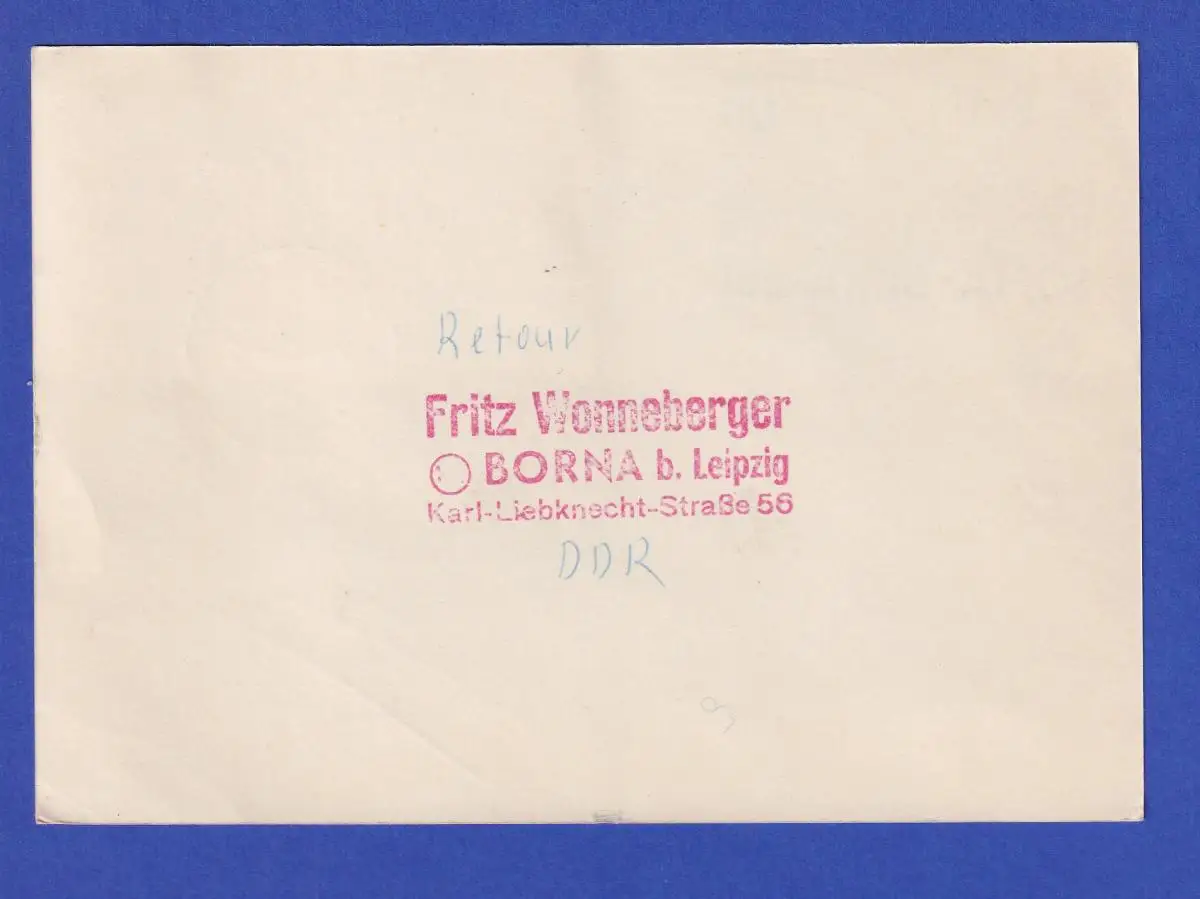 Retour
Fritz Wonneberger
BORNA b. Leipzig
Karl-Liebknecht-Straße 56
DDR